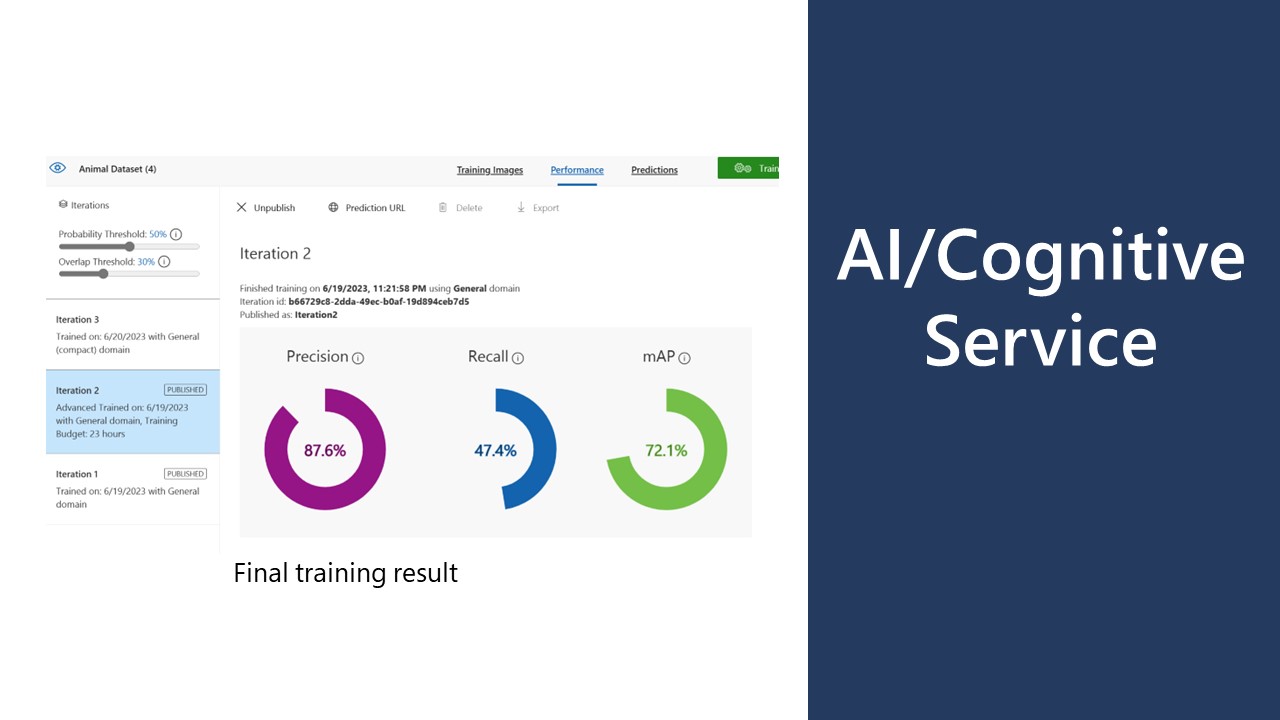 Animal Dataset (4)
Training Images
Performance
Predictions
Train
Iterations
Probability Threshold: 50%
Overlap Threshold: 30%
Iteration 3
Trained on: 6/20/2023 with General
(compact) domain
Iteration 2
PUBLISHED
Advanced Trained on: 6/19/2023
with General domain, Training
Budget: 23 hours
Iteration 1
PUBLISHED
Trained on: 6/19/2023 with General
domain
Unpublish
Prediction URL
Delete
Export
Iteration 2
Finished training on 6/19/2023, 11:21:58 PM using General domain
Iteration id: b66729c8-2dda-49ec-b0af-19d894ceb7d5
Published as: Iteration2
Precision
Recall
mAP
87.6%
47.4%
72.1%
Final training result
AI/Cognitive
Service